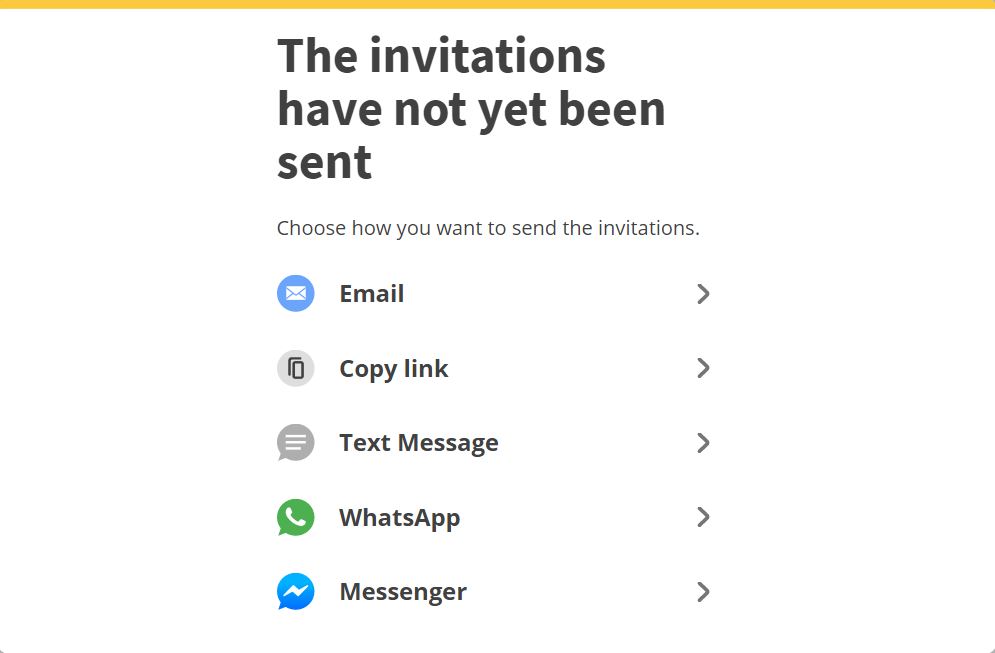 The invitations
have not yet been
sent
Choose how you want to send the invitations.
Email
Copy link
Text Message
WhatsApp
Messenger